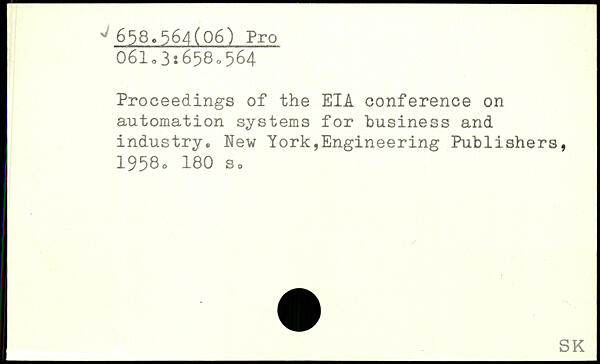 658.564(06) Pro
061.3:658.564
Proceedings of the EIA conference on
automation systems for business and
industry. New York,Engineering Publishers,
1958. 180 s.
SK